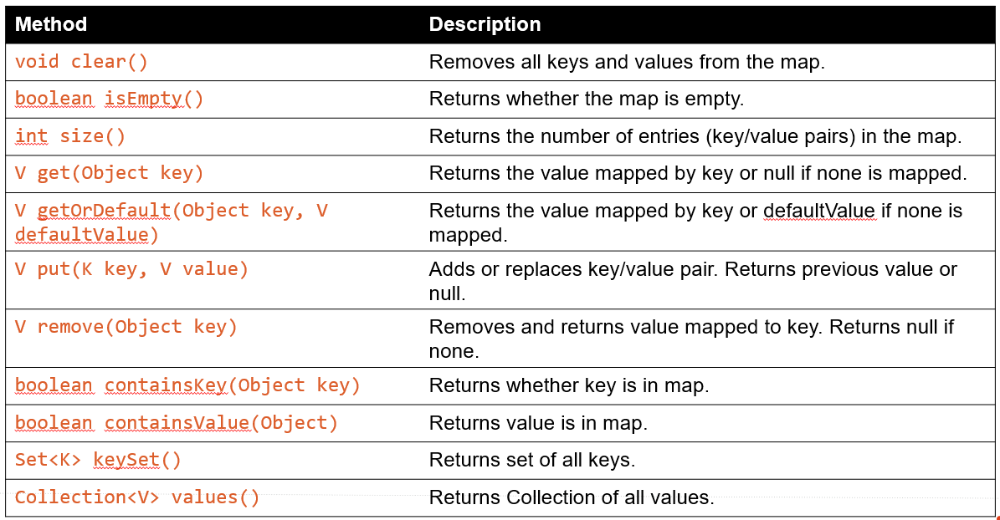 Method Description
void clear() Removes all keys and values from the map.
boolean isEmpty() Returns whether the map is empty.
int size() Returns the number of entries (key/value pairs) in the map.
V get(Object key) Returns the value mapped by key or null if none is mapped.
V getOrDefault(Object key, V Returns the value mapped by key or defaultValue if none is
defaultValue) mapped.
V put(K key, V value) Adds or replaces key/value pair. Returns previous value or
null.
V remove(Object key) Removes and returns value mapped to key. Returns null if
none.
boolean containsKey(Object key) Returns whether key is in map.
boolean containsValue(Object) Returns value is in map.
Set<K> keySet() Returns set of all keys.
Collection<V> values() Returns Collection of all values.